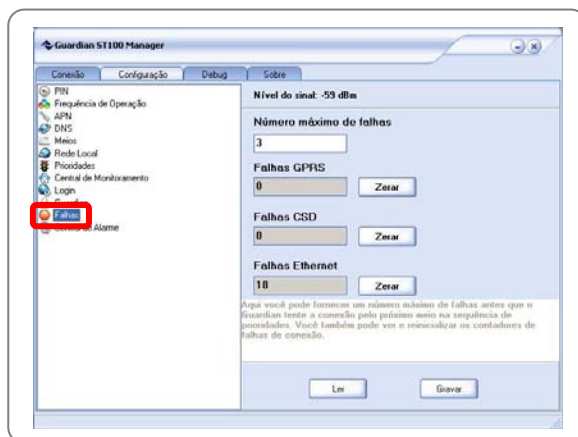 Guardian ST100 Manager
Conexão Configuração Debug Sobre
PIN
Frequência de Operação
APN
DNS
Meios
Rede Local
Prioridades
Central de Monitoramento
Login
Falhas
Alarme
Nível do sinal: -59 dBm
Número máximo de falhas
3
Falhas GPRS
0 Zerar
Falhas CSD
0 Zerar
Falhas Ethernet
18 Zerar
Aqui você pode fornecer um número máximo de falhas antes que o
Guardian tente a conexão pelo próximo meio na sequência de
prioridades. Você também pode ver e reinicializar os contadores de
falhas de conexão.
Ler Gravar